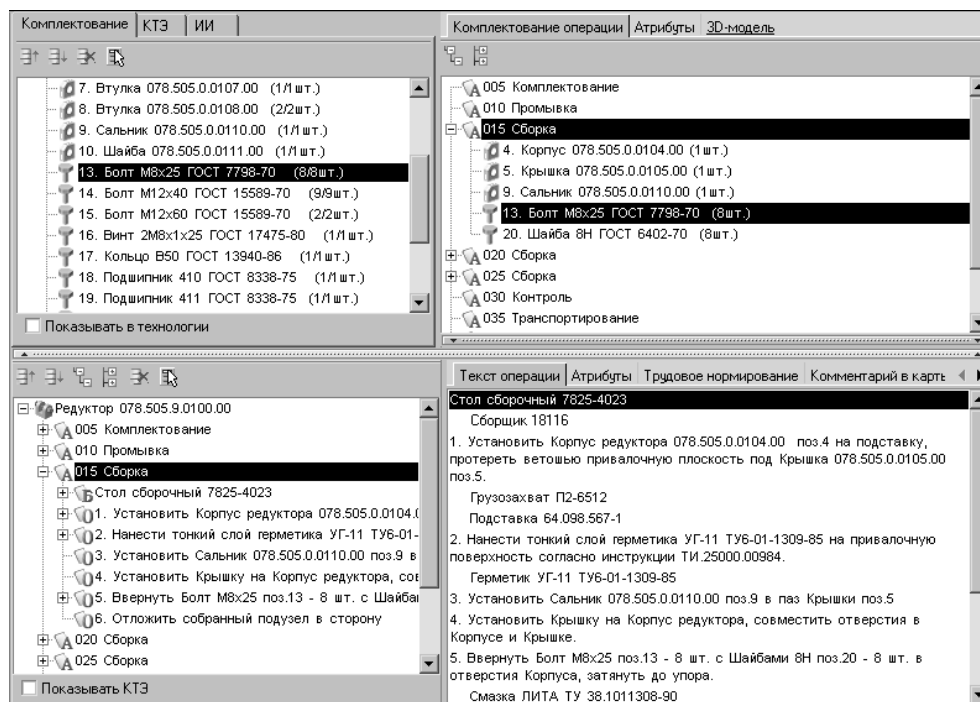 Комплектование КТЭ ИИ
7. Втулка 078.505.0.0107.00 (1/1шт.)
8. Втулка 078.505.0.0108.00 (2/2шт.)
9. Сальник 078.505.0.0110.00 (1/1шт.)
10. Шайба 078.505.0.0111.00 (1/1шт.)
13. Болт М8х25 ГОСТ 7798-70 (8/8шт.)
14. Болт М12х40 ГОСТ 15589-70 (9/9шт.)
15. Болт М12х60 ГОСТ 15589-70 (2/2шт.)
16. Винт 2М8х1х25 ГОСТ 17475-80 (1/1шт.)
17. Кольцо В50 ГОСТ 13940-86 (1/1шт.)
18. Подшипник 410 ГОСТ 8338-75 (1/1шт.)
19. Подшипник 411 ГОСТ 8338-75 (1/1шт.)
Показывать в технологии
Комплектование операции Атрибуты 3D-модель
А 005 Комплектование
А 010 Промывка
А 015 Сборка
4. Корпус 078.505.0.0104.00 (1шт.)
5. Крышка 078.505.0.0105.00 (1шт.)
9. Сальник 078.505.0.0110.00 (1шт.)
13. Болт М8х25 ГОСТ 7798-70 (8шт.)
20. Шайба 8Н ГОСТ 6402-70 (8шт.)
А 020 Сборка
А 025 Сборка
А 030 Контроль
А 035 Транспортирование
Редуктор 078.505.9.0100.00
А 005 Комплектование
А 010 Промывка
А 015 Сборка
Б Стол сборочный 7825-4023
О 1. Установить Корпус редуктора 078.505.0.0104.0
О 2. Нанести тонкий слой герметика УГ-11 ТУ6-01-
О 3. Установить Сальник 078.505.0.0110.00 поз.9 в
О 4. Установить Крышку на Корпус редуктора, сов
О 5. Ввернуть Болт М8х25 поз.13 - 8 шт. с Шайба
О 6. Отложить собранный подузел в сторону
А 020 Сборка
А 025 Сборка
Показывать КТЭ
Текст операции Атрибуты Трудовое нормирование Комментарий в карты
Стол сборочный 7825-4023
Сборщик 18116
1. Установить Корпус редуктора 078.505.0.0104.00 поз.4 на подставку,
протереть ветошью привалочную плоскость под Крышка 078.505.0.0105.00
поз.5.
Грузозахват П2-6512
Подставка 64.098.567-1
2. Нанести тонкий слой герметика УГ-11 ТУ6-01-1309-85 на привалочную
поверхность согласно инструкции ТИ.25000.00984.
Герметик УГ-11 ТУ6-01-1309-85
3. Установить Сальник 078.505.0.0110.00 поз.9 в паз Крышки поз.5
4. Установить Крышку на Корпус редуктора, совместить отверстия в
Корпусе и Крышке.
5. Ввернуть Болт М8х25 поз.13 - 8 шт. с Шайбами 8Н поз.20 - 8 шт. в
отверстия Корпуса, затянуть до упора.
Смазка ЛИТА ТУ 38.1011308-90